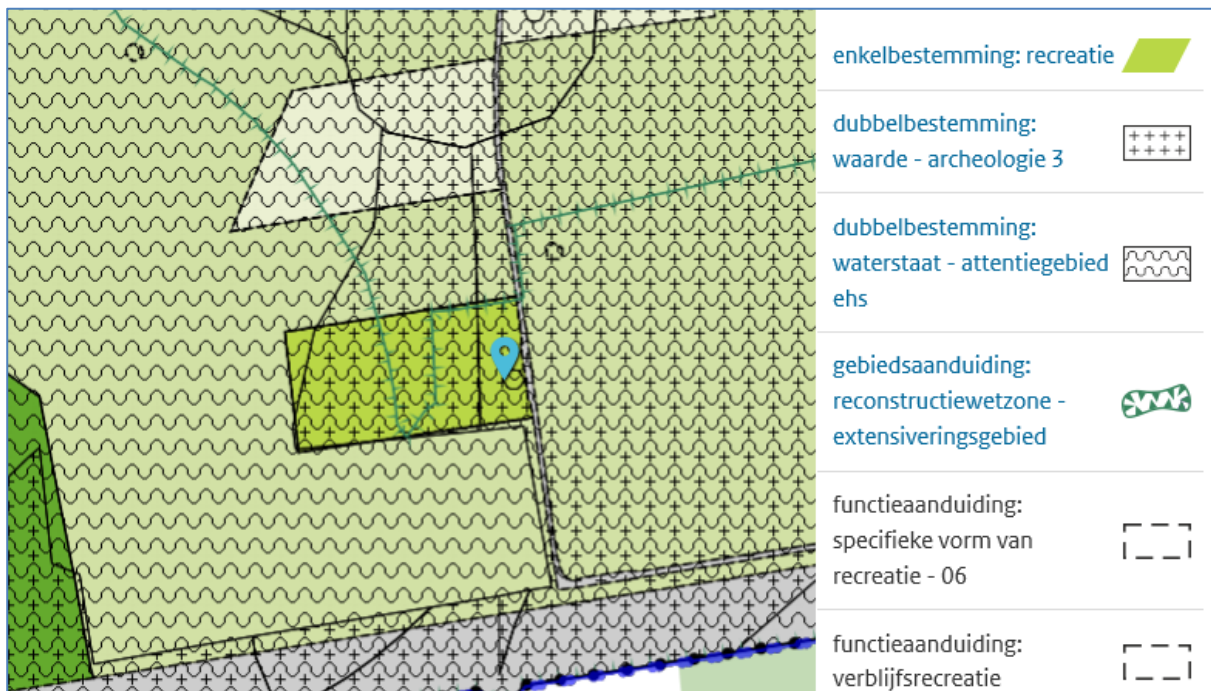 enkelbestemming: recreatie
dubbelbestemming:
waarde - archeologie 3
dubbelbestemming:
waterstaat - attentiegebied
ehs
gebiedsaanduiding:
reconstructiewetzone -
extensiveringsgebied
functieaanduiding:
specifieke vorm van
recreatie - 06
functieaanduiding:
verblijfsrecreatie